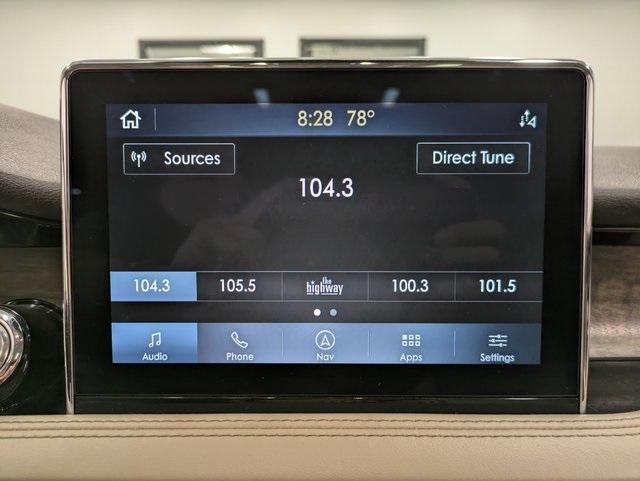 8:28 78°
Sources
Direct Tune
104.3
104.3 105.5 the highway 100.3 101.5
Audio Phone Nav Apps Settings